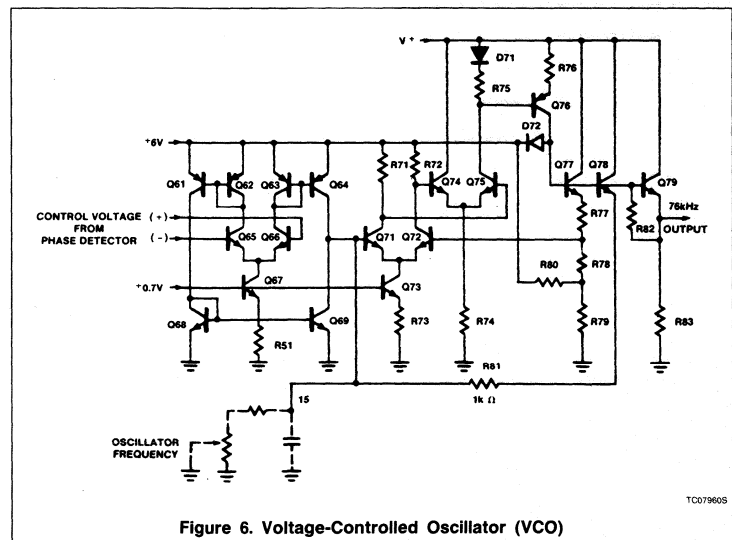 V+
D71
R75
R76
Q76
+6V
D72
Q61
Q62
Q63
Q64
R71
R72
Q74
Q75
Q77
Q78
Q79
R77
R82
76kHz
OUTPUT
CONTROL VOLTAGE (+)
FROM
PHASE DETECTOR (−)
Q65
Q66
Q71
Q72
R80
R78
+0.7V
Q67
Q73
R79
Q68
Q69
R51
R73
R74
R83
R81
1k Ω
15
OSCILLATOR
FREQUENCY
TC07960S
Figure 6. Voltage-Controlled Oscillator (VCO)